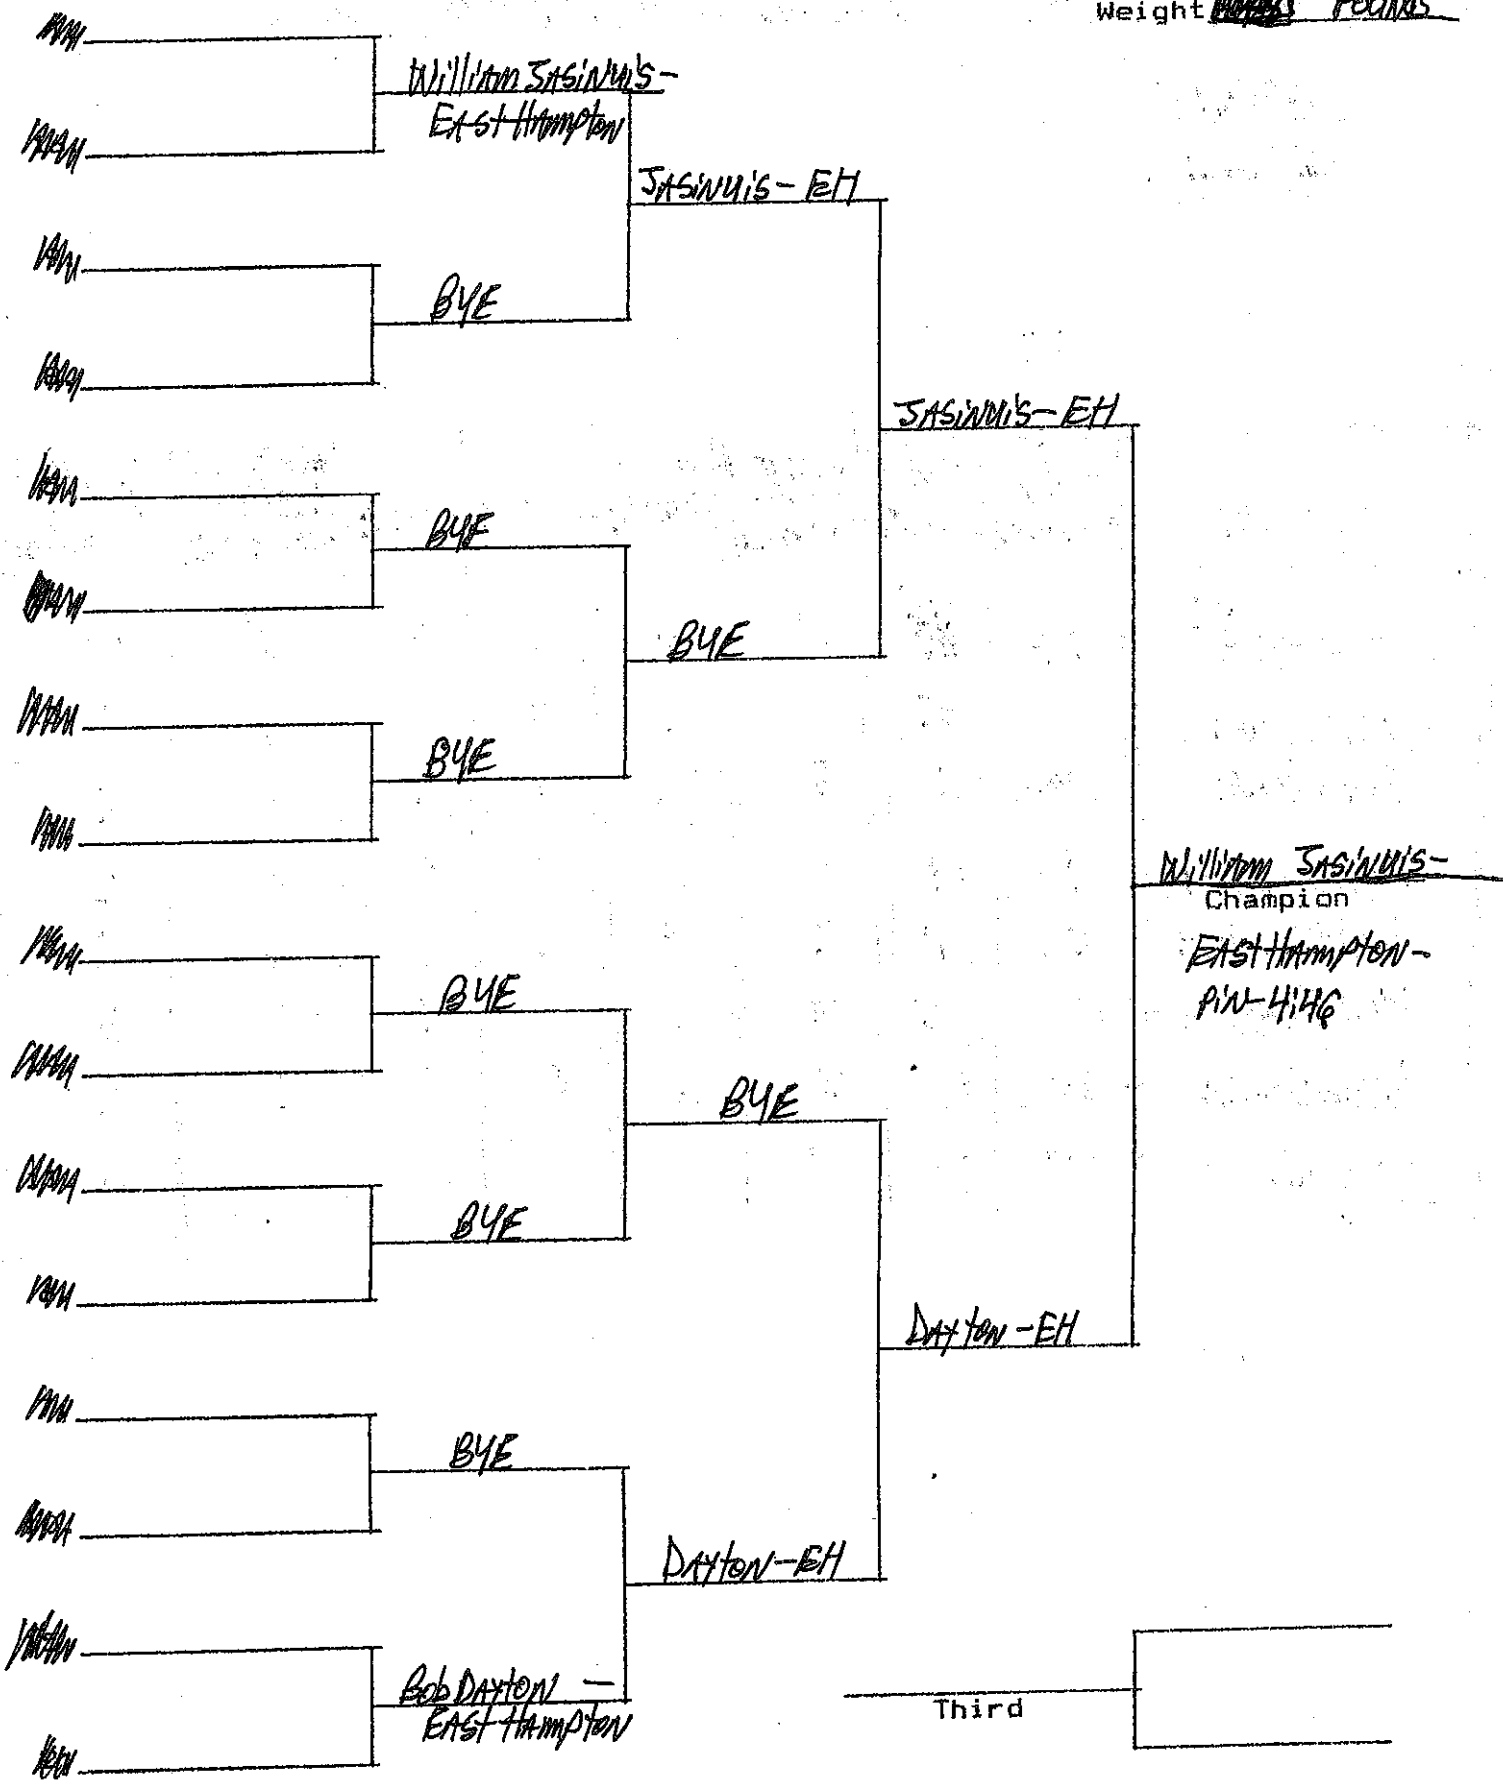 Weight POUNDS
William JASiNuis-
EAST HAmpton
JASiNuis - EH
BYE
JASiNuis - EH
BYE
BYE
BYE
William JASiNuis-
Champion
EAST HAmpton-
PiN-4:46
BYE
BYE
BYE
DAYtoN - EH
BYE
DAYtoN - EH
Bob DAYtoN -
EAST HAmptoN
Third